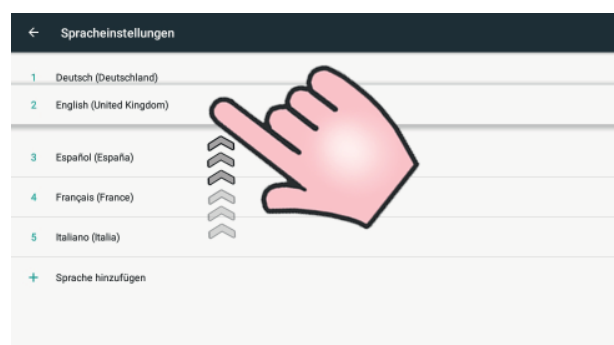 Spracheinstellungen
1 Deutsch (Deutschland)
2 English (United Kingdom)
3 Español (España)
4 Français (France)
5 Italiano (Italia)
+ Sprache hinzufügen